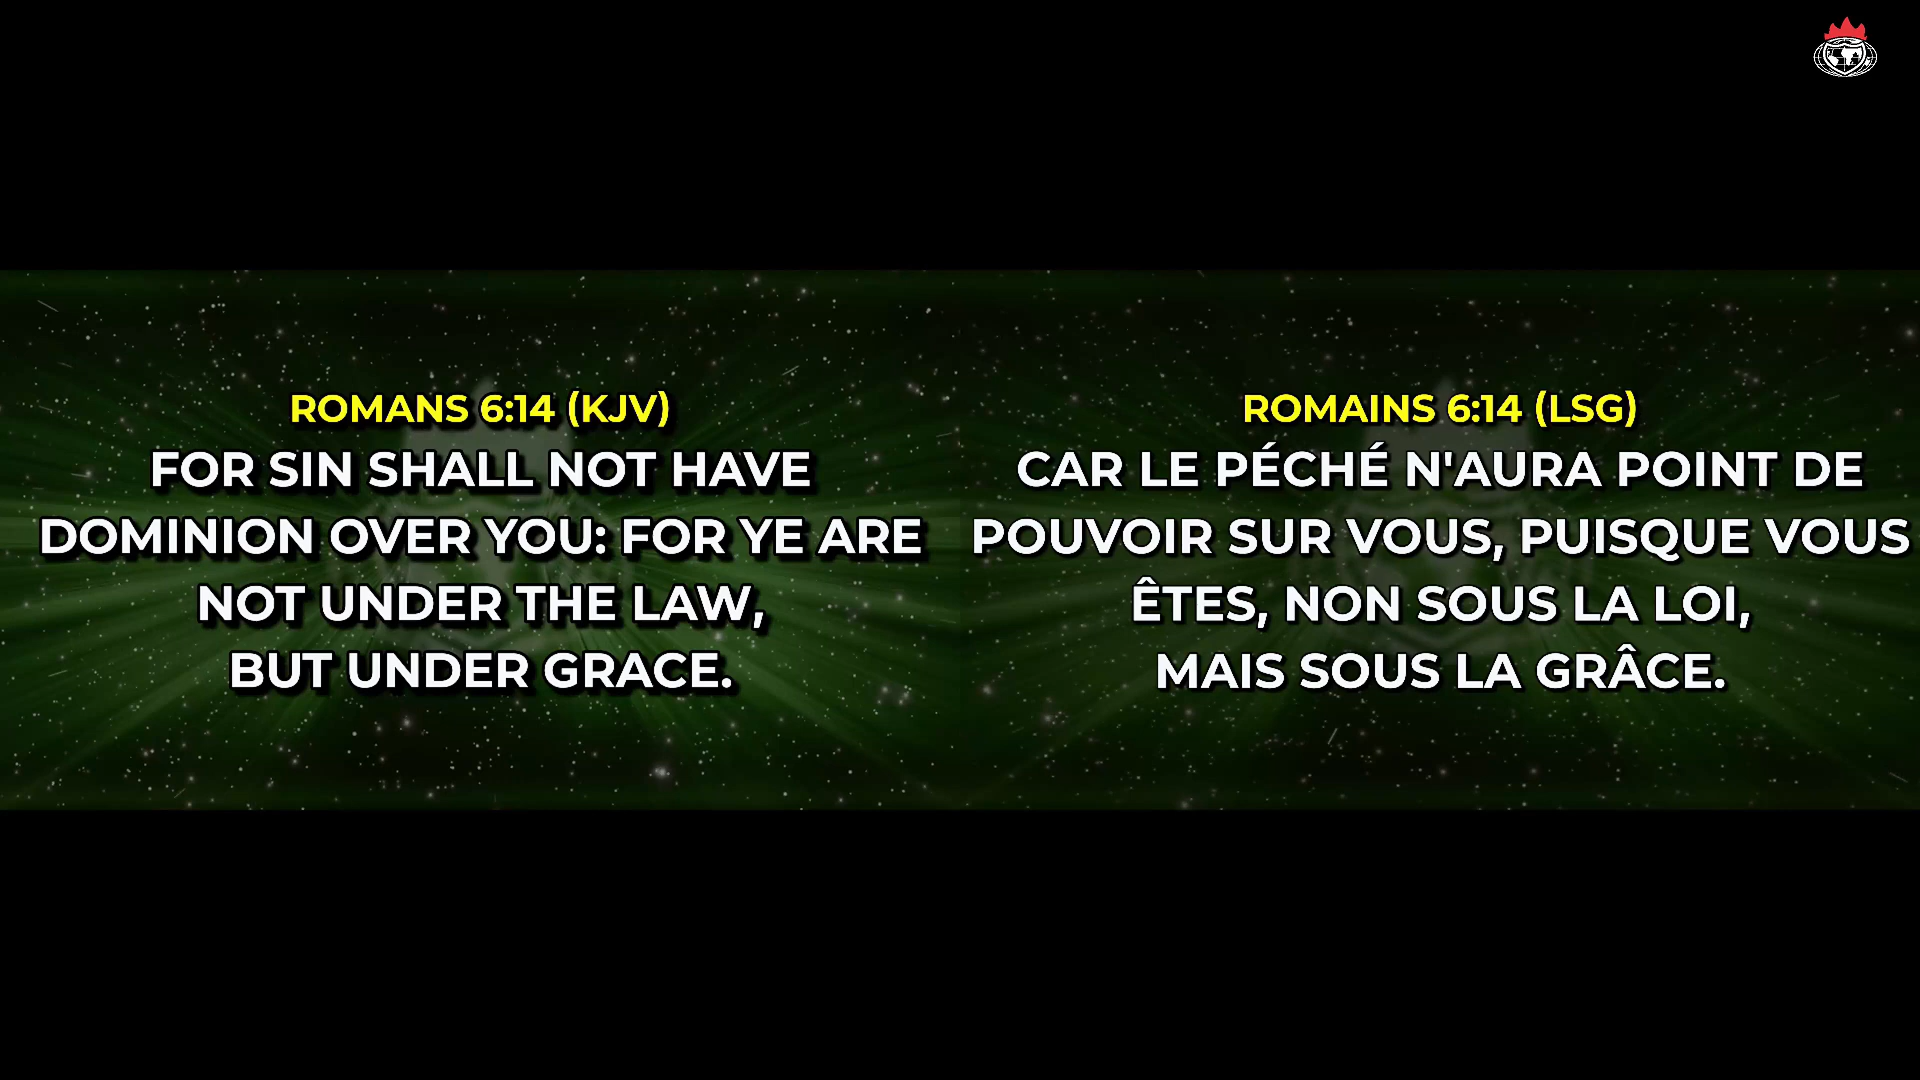 ROMANS 6:14 (KJV)
FOR SIN SHALL NOT HAVE
DOMINION OVER YOU: FOR YE ARE
NOT UNDER THE LAW,
BUT UNDER GRACE.
ROMAINS 6:14 (LSG)
CAR LE PÉCHÉ N'AURA POINT DE
POUVOIR SUR VOUS, PUISQUE VOUS
ÊTES, NON SOUS LA LOI,
MAIS SOUS LA GRÂCE.